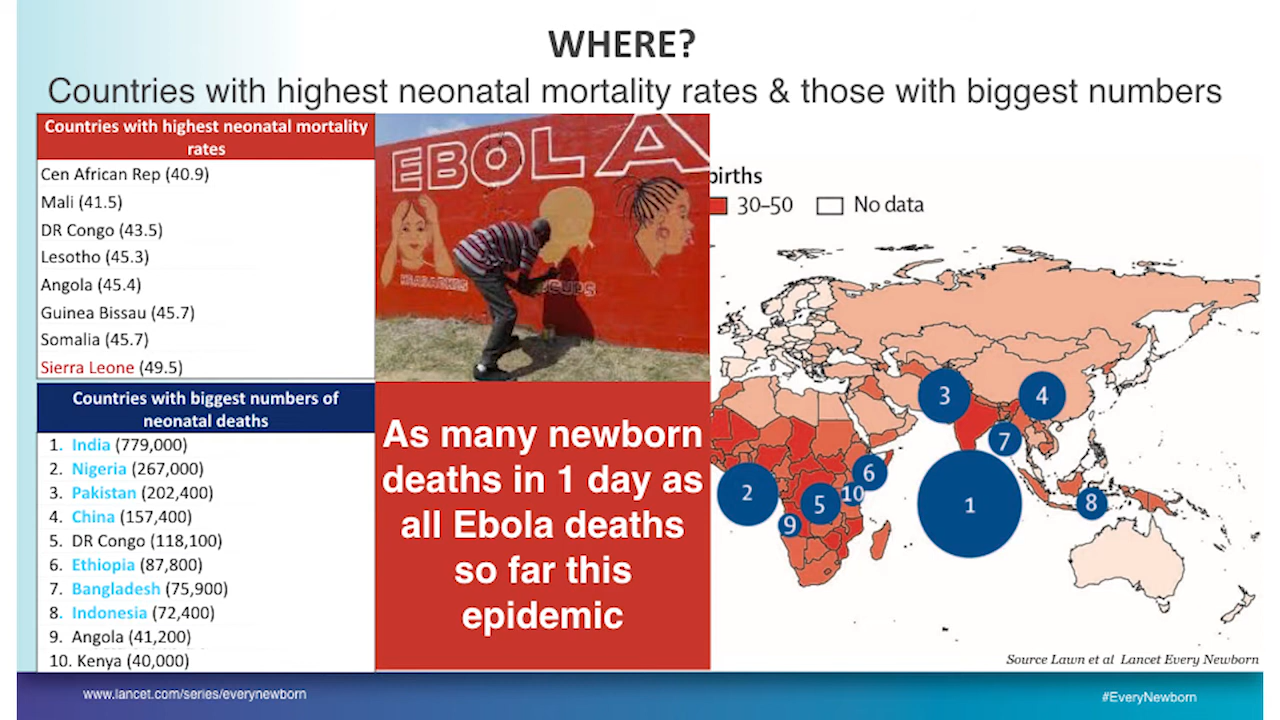 WHERE?
Countries with highest neonatal mortality rates & those with biggest numbers
Countries with highest neonatal mortality
rates
Cen African Rep (40.9)
Mali (41.5)
DR Congo (43.5)
Lesotho (45.3)
Angola (45.4)
Guinea Bissau (45.7)
Somalia (45.7)
Sierra Leone (49.5)
Countries with biggest numbers of
neonatal deaths
1. India (779,000)
2. Nigeria (267,000)
3. Pakistan (202,400)
4. China (157,400)
5. DR Congo (118,100)
6. Ethiopia (87,800)
7. Bangladesh (75,900)
8. Indonesia (72,400)
9. Angola (41,200)
10. Kenya (40,000)
EBOLA
HEADACHES
As many newborn
deaths in 1 day as
all Ebola deaths
so far this
epidemic
births
30–50 No data
3
4
7
6
2
10
5
1
8
9
Source Lawn et al Lancet Every Newborn
www.lancet.com/series/everynewborn
#EveryNewborn